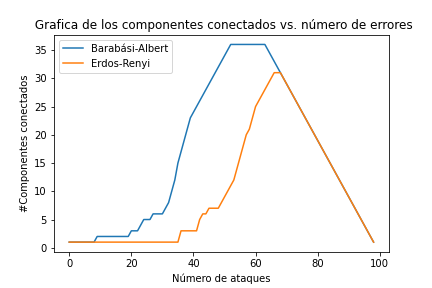 Grafica de los componentes conectados vs. número de errores
Barabási-Albert
Erdos-Renyi
#Componentes conectados
35
30
25
20
15
10
5
0
0 20 40 60 80 100
Número de ataques